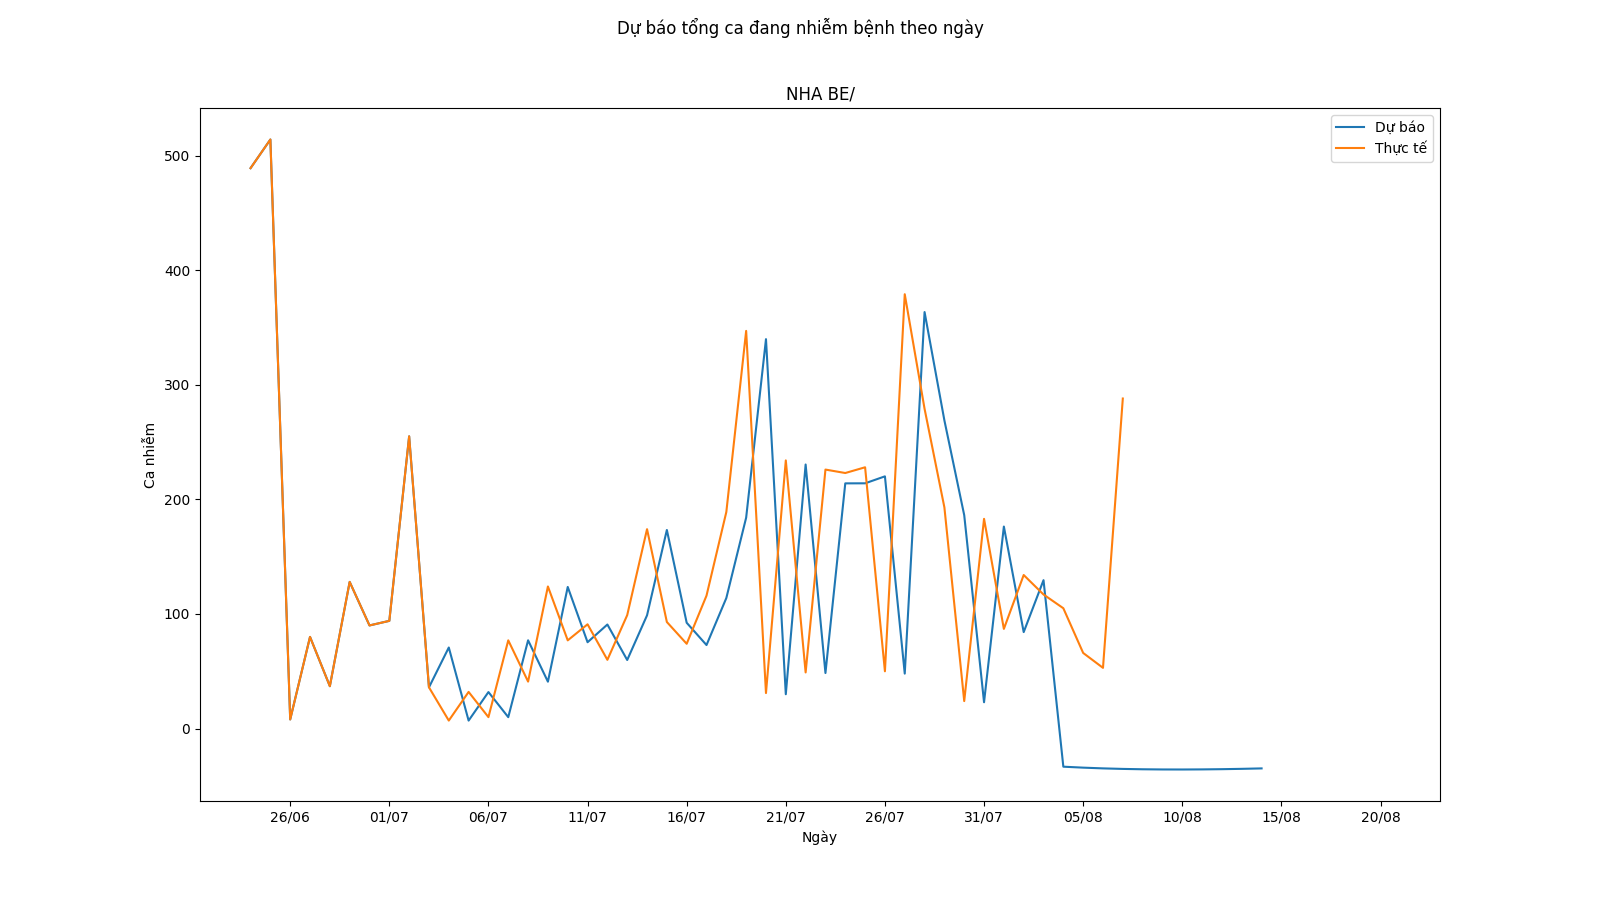 Dự báo tổng ca đang nhiễm bệnh theo ngày
NHA BE/
Dự báo
Thực tế
500
400
300
200
100
0
Ca nhiễm
26/06 01/07 06/07 11/07 16/07 21/07 26/07 31/07 05/08 10/08 15/08 20/08
Ngày